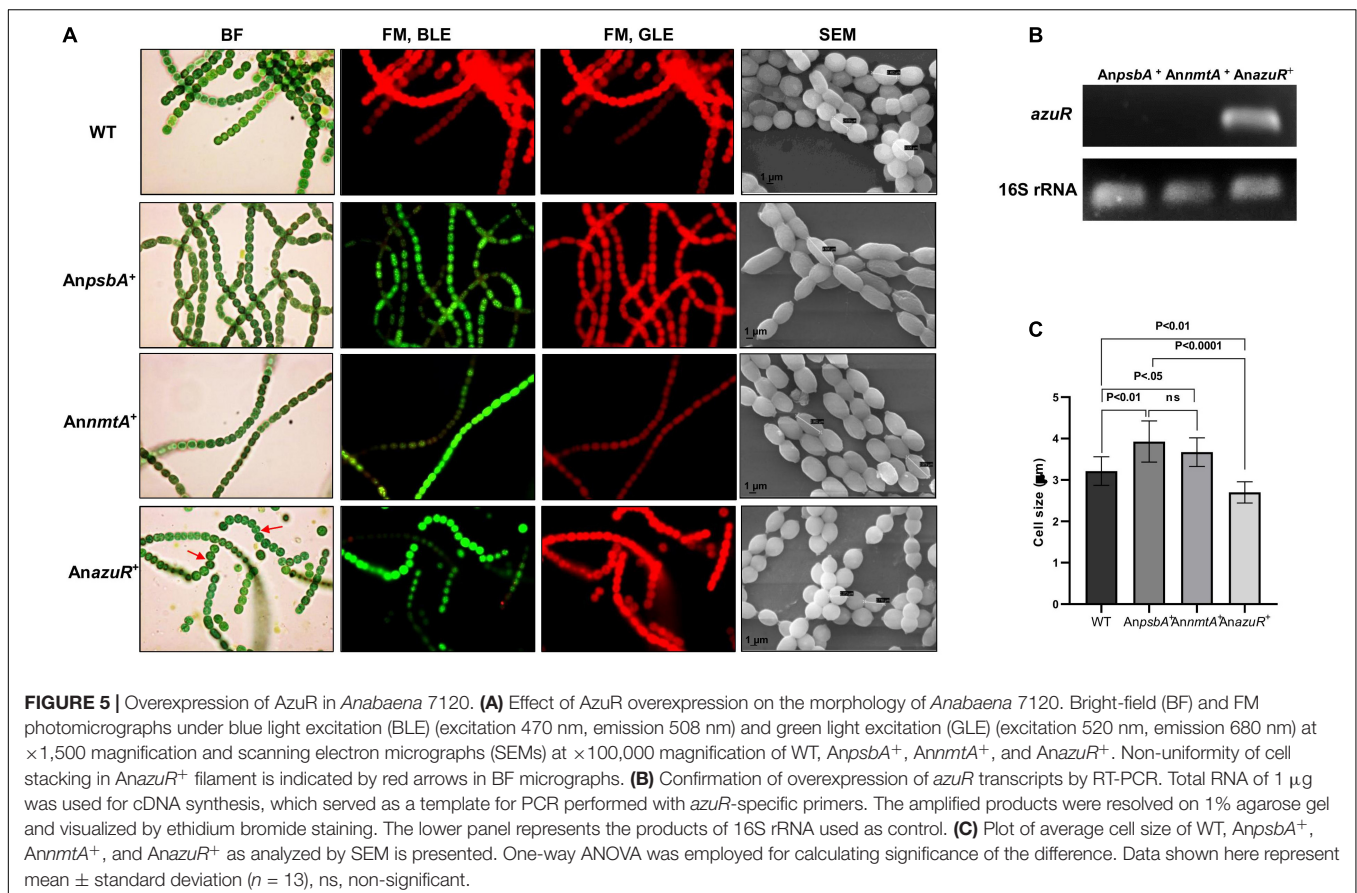 A
BF
FM, BLE
FM, GLE
SEM
WT
AnpsbA⁺
AnnmtA⁺
AnazuR⁺
1 µm
1 µm
1 µm
1 µm
B
AnpsbA⁺ AnnmtA⁺ AnazuR⁺
azuR
16S rRNA
C
P<0.01
P<0.0001
P<.05
P<0.01
ns
5
4
3
2
1
0
WT
AnpsbA⁺
AnnmtA⁺
AnazuR⁺
FIGURE 5 | Overexpression of AzuR in Anabaena 7120. (A) Effect of AzuR overexpression on the morphology of Anabaena 7120. Bright-field (BF) and FM
photomicrographs under blue light excitation (BLE) (excitation 470 nm, emission 508 nm) and green light excitation (GLE) (excitation 520 nm, emission 680 nm) at
×1,500 magnification and scanning electron micrographs (SEMs) at ×100,000 magnification of WT, AnpsbA⁺, AnnmtA⁺, and AnazuR⁺. Non-uniformity of cell
stacking in AnazuR⁺ filament is indicated by red arrows in BF micrographs. (B) Confirmation of overexpression of azuR transcripts by RT-PCR. Total RNA of 1 µg
was used for cDNA synthesis, which served as a template for PCR performed with azuR-specific primers. The amplified products were resolved on 1% agarose gel
and visualized by ethidium bromide staining. The lower panel represents the products of 16S rRNA used as control. (C) Plot of average cell size of WT, AnpsbA⁺,
AnnmtA⁺, and AnazuR⁺ as analyzed by SEM is presented. One-way ANOVA was employed for calculating significance of the difference. Data shown here represent
mean ± standard deviation (n = 13), ns, non-significant.
Cell size